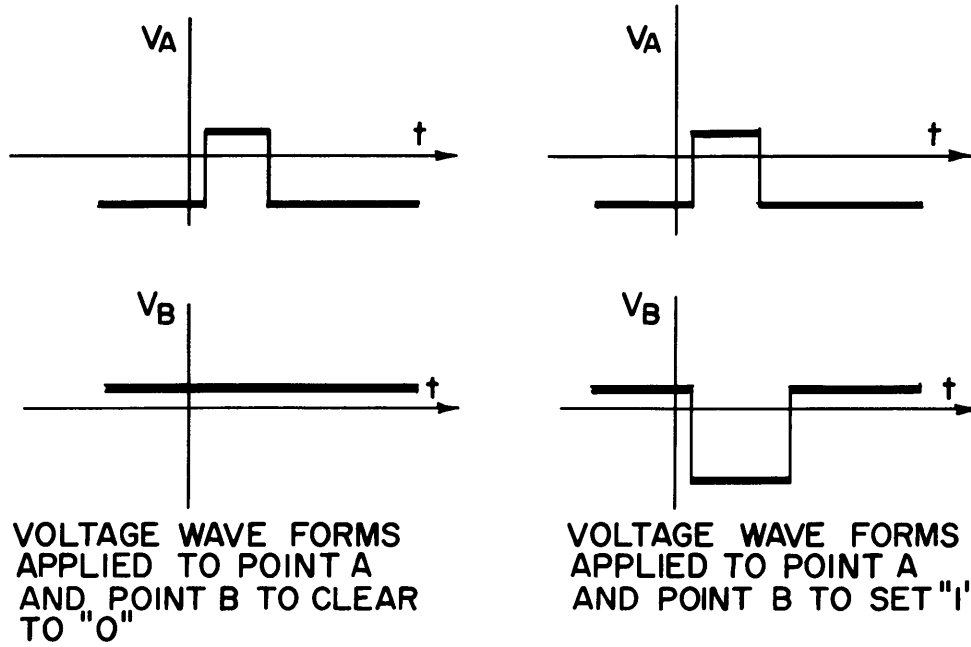 VA
VA
t
t
VB
VB
t
t
VOLTAGE WAVE FORMS
APPLIED TO POINT A
AND POINT B TO CLEAR
TO "O"
VOLTAGE WAVE FORMS
APPLIED TO POINT A
AND POINT B TO SET "I'